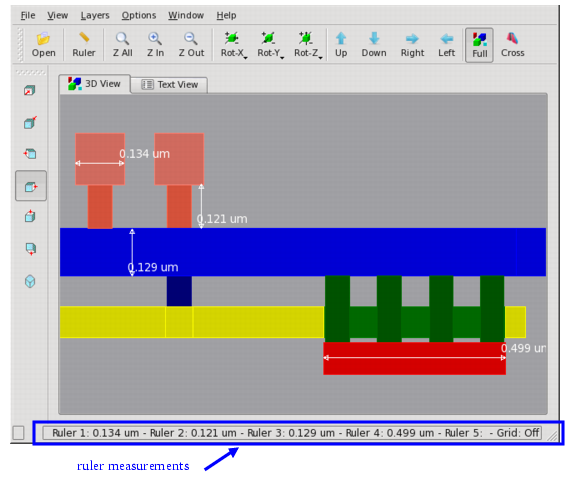 File View Layers Options Window Help
Open Ruler Z All Z In Z Out Rot-X Rot-Y Rot-Z Up Down Right Left Full Cross
3D View Text View
0.134 um
0.121 um
0.129 um
0.499 ur
Ruler 1: 0.134 um - Ruler 2: 0.121 um - Ruler 3: 0.129 um - Ruler 4: 0.499 um - Ruler 5: - Grid: Off
ruler measurements